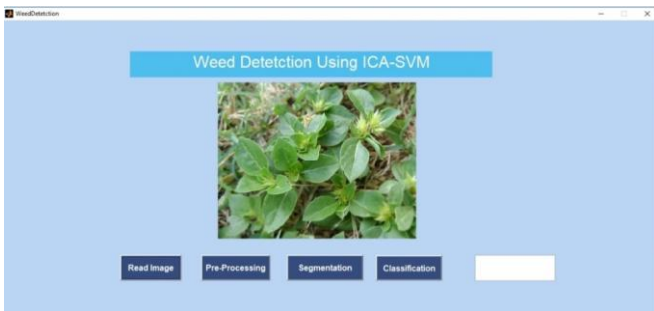 WeedDetetction
Weed Detetction Using ICA-SVM
Read Image
Pre-Processing
Segmentation
Classification